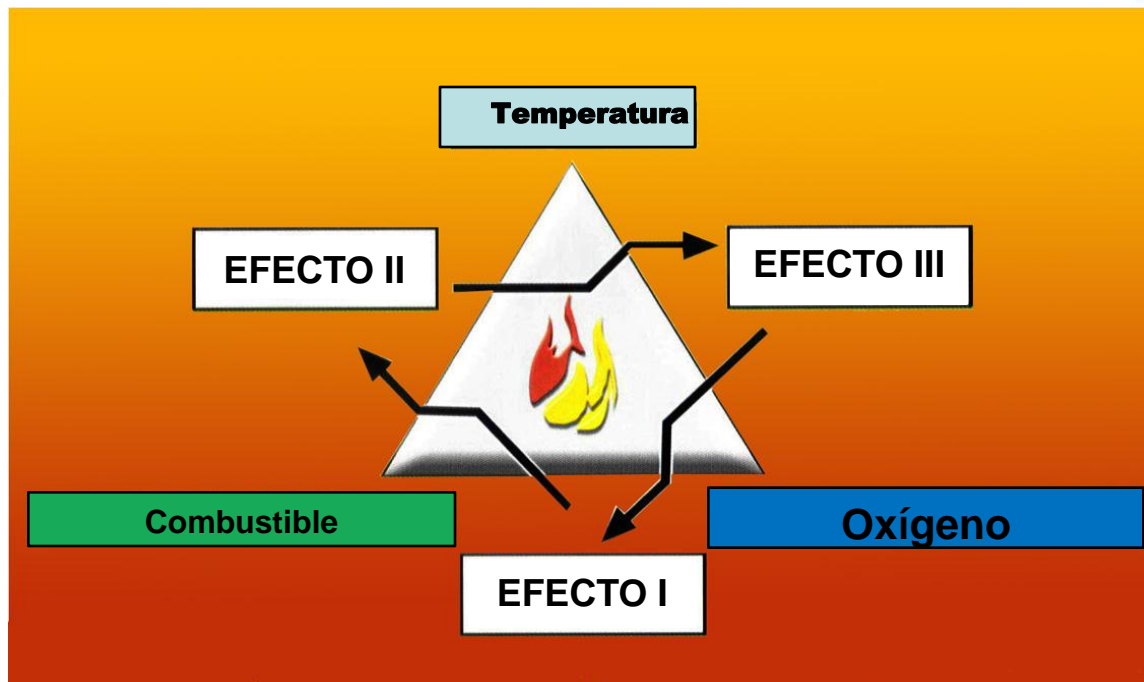 Temperatura
EFECTO II
EFECTO III
Combustible
Oxígeno
EFECTO I